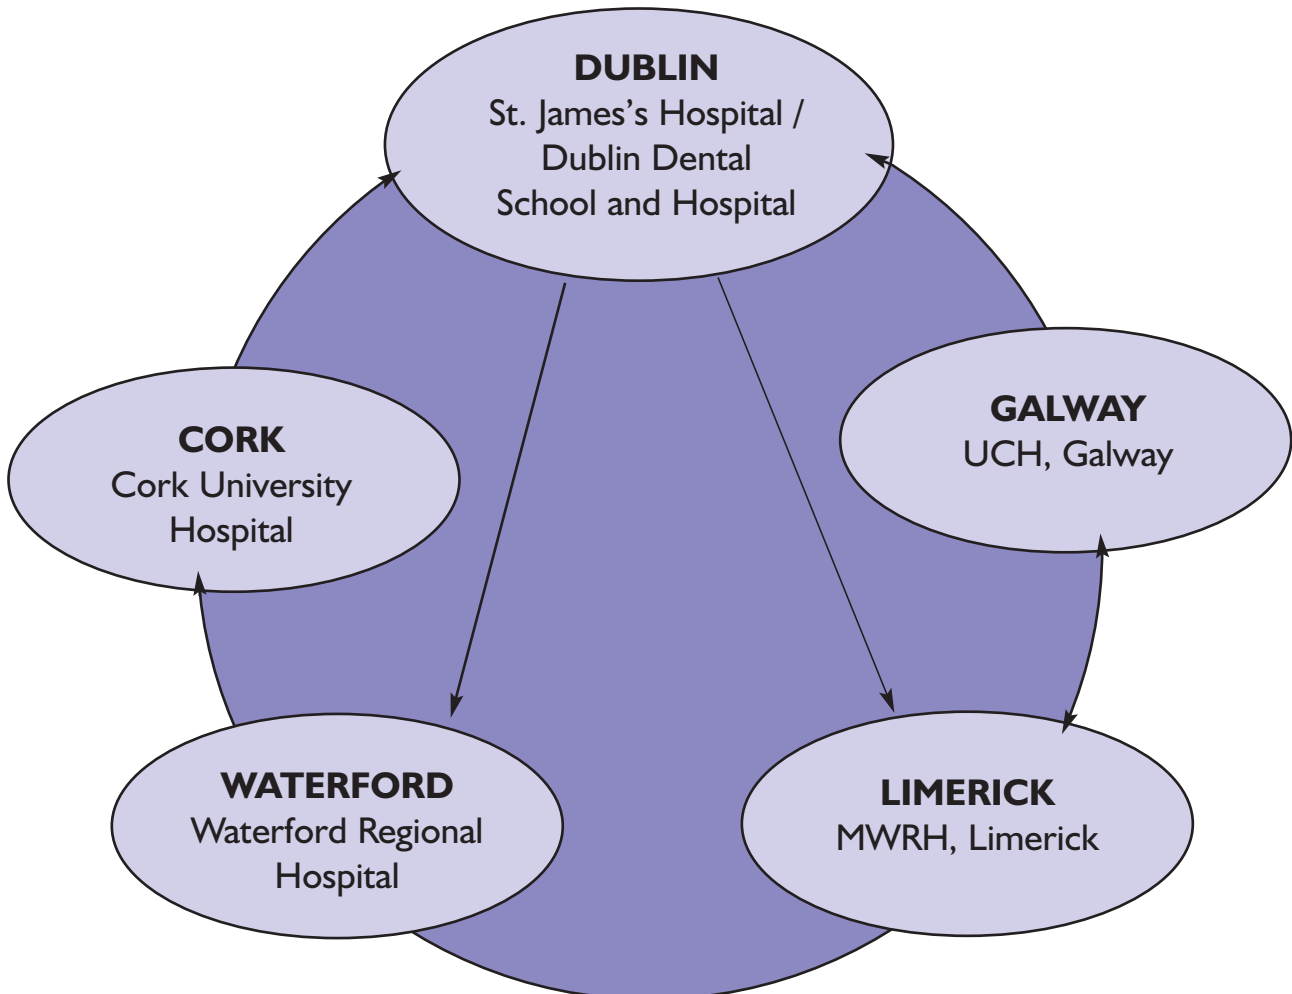 DUBLIN
St. James’s Hospital /
Dublin Dental
School and Hospital
GALWAY
UCH, Galway
CORK
Cork University
Hospital
WATERFORD
Waterford Regional
Hospital
LIMERICK
MWRH, Limerick